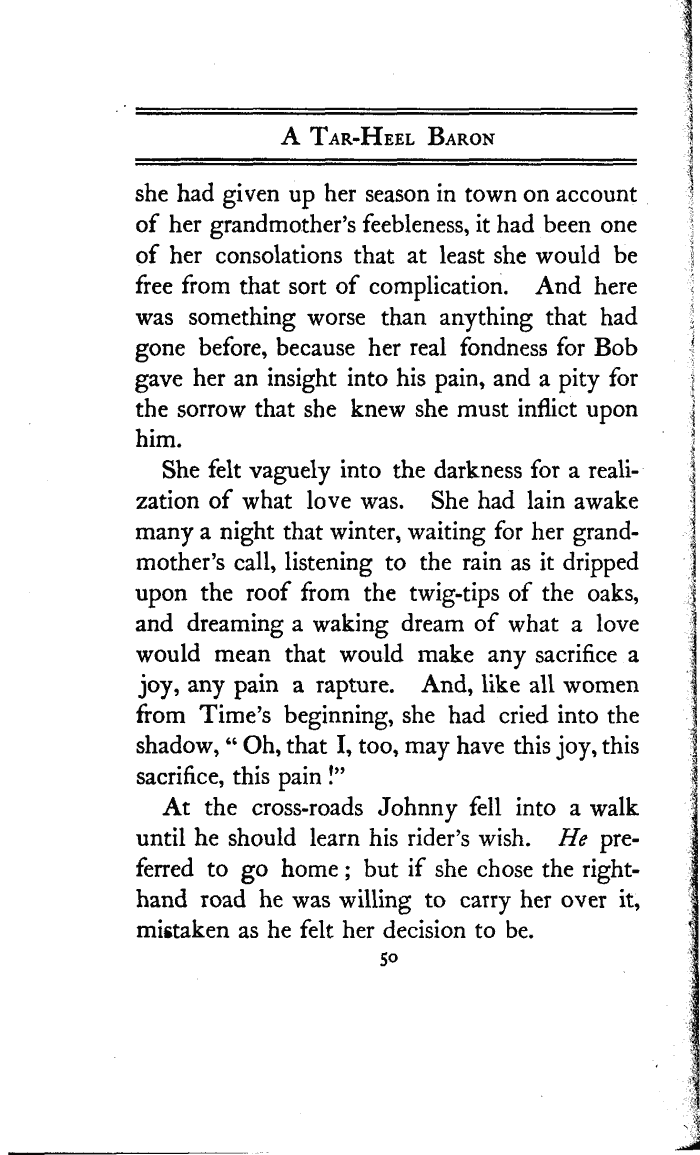 A Tar-Heel Baron
she had given up her season in town on account
of her grandmother's feebleness, it had been one
of her consolations that at least she would be
free from that sort of complication. And here
was something worse than anything that had
gone before, because her real fondness for Bob
gave her an insight into his pain, and a pity for
the sorrow that she knew she must inflict upon
him.
She felt vaguely into the darkness for a reali-
zation of what love was. She had lain awake
many a night that winter, waiting for her grand-
mother's call, listening to the rain as it dripped
upon the roof from the twig-tips of the oaks,
and dreaming a waking dream of what a love
would mean that would make any sacrifice a
joy, any pain a rapture. And, like all women
from Time's beginning, she had cried into the
shadow, “ Oh, that I, too, may have this joy, this
sacrifice, this pain !”
At the cross-roads Johnny fell into a walk
until he should learn his rider's wish. He pre-
ferred to go home ; but if she chose the right-
hand road he was willing to carry her over it,
mistaken as he felt her decision to be.
50